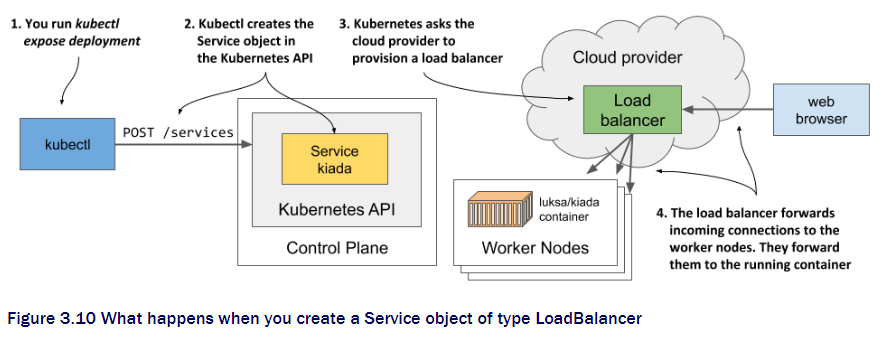 1. You run kubectl
expose deployment
2. Kubectl creates the
Service object in
the Kubernetes API
3. Kubernetes asks the
cloud provider to
provision a load balancer
Cloud provider
Load
balancer
web
browser
kubectl
POST /services
Service
kiada
Kubernetes API
Control Plane
luksa/kiada
container
Worker Nodes
4. The load balancer forwards
incoming connections to the
worker nodes. They forward
them to the running container
Figure 3.10 What happens when you create a Service object of type LoadBalancer